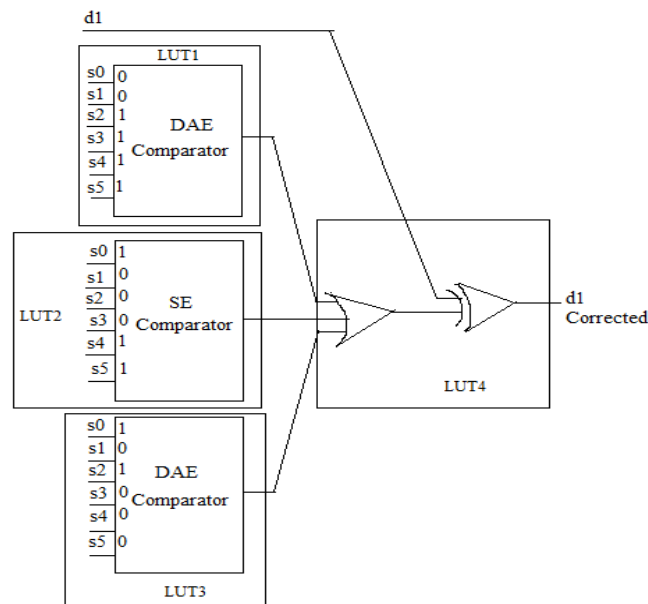 d1
LUT1
s0 0
s1 0
s2 1
s3 1
s4 1
s5 1
DAE
Comparator
LUT2
s0 1
s1 0
s2 0
s3 0
s4 1
s5 1
SE
Comparator
s0 1
s1 0
s2 1
s3 0
s4 0
s5 0
DAE
Comparator
LUT3
LUT4
d1
Corrected